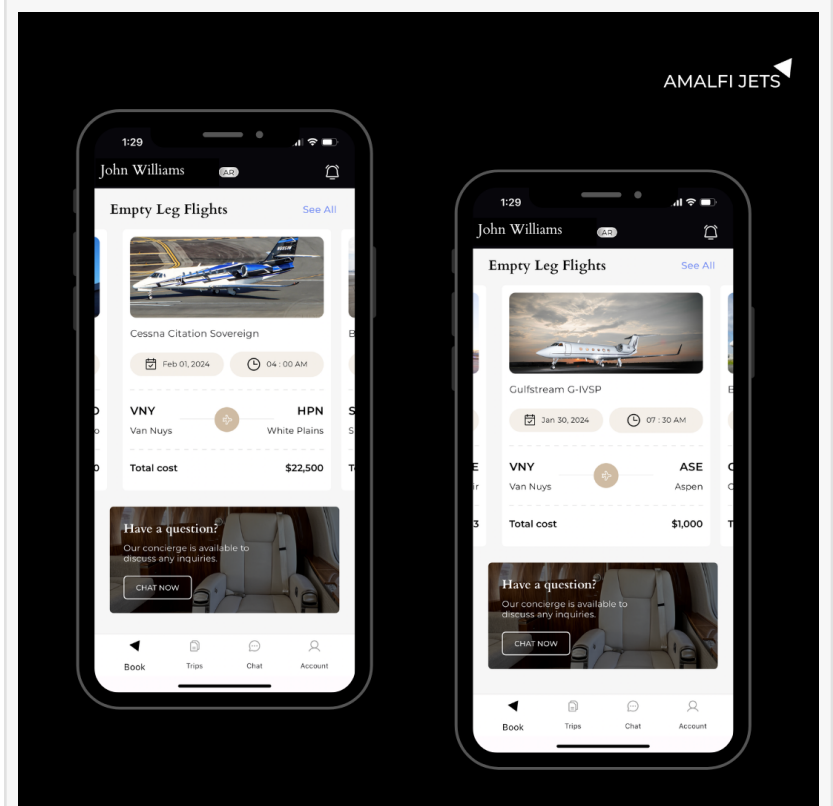 AMALFI JETS
1:29
John Williams
AR
Empty Leg Flights
See All
Cessna Citation Sovereign
Feb 01, 2024
04 : 00 AM
VNY
HPN
Van Nuys
White Plains
Total cost
$22,500
Have a question?
Our concierge is available to
discuss any inquiries.
CHAT NOW
Book
Trips
Chat
Account
1:29
John Williams
AR
Empty Leg Flights
See All
Gulfstream G-IVSP
Jan 30, 2024
07 : 30 AM
VNY
ASE
Van Nuys
Aspen
Total cost
$1,000
Have a question?
Our concierge is available to
discuss any inquiries.
CHAT NOW
Book
Trips
Chat
Account